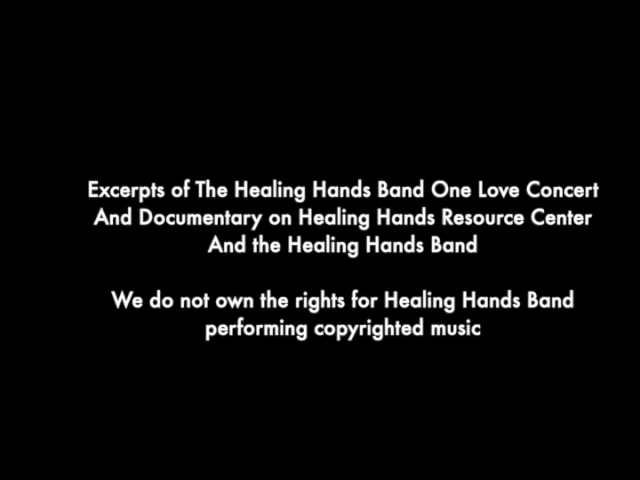 Excerpts of The Healing Hands Band One Love Concert
And Documentary on Healing Hands Resource Center
And the Healing Hands Band
We do not own the rights for Healing Hands Band
performing copyrighted music